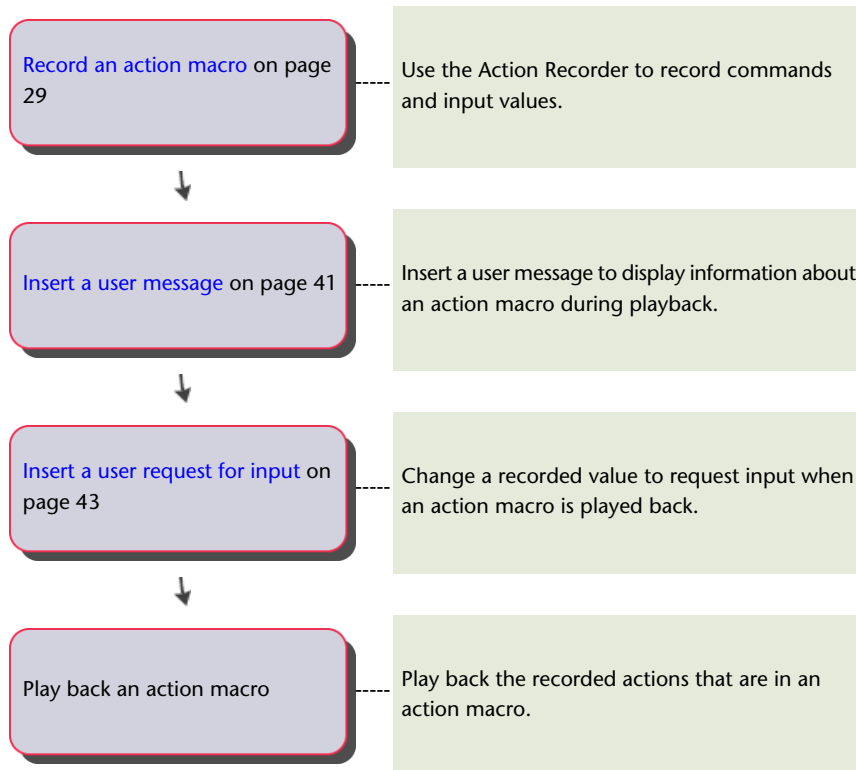 Record an action macro on page
29
Use the Action Recorder to record commands
and input values.
Insert a user message on page 41
Insert a user message to display information about
an action macro during playback.
Insert a user request for input on
page 43
Change a recorded value to request input when
an action macro is played back.
Play back an action macro
Play back the recorded actions that are in an
action macro.